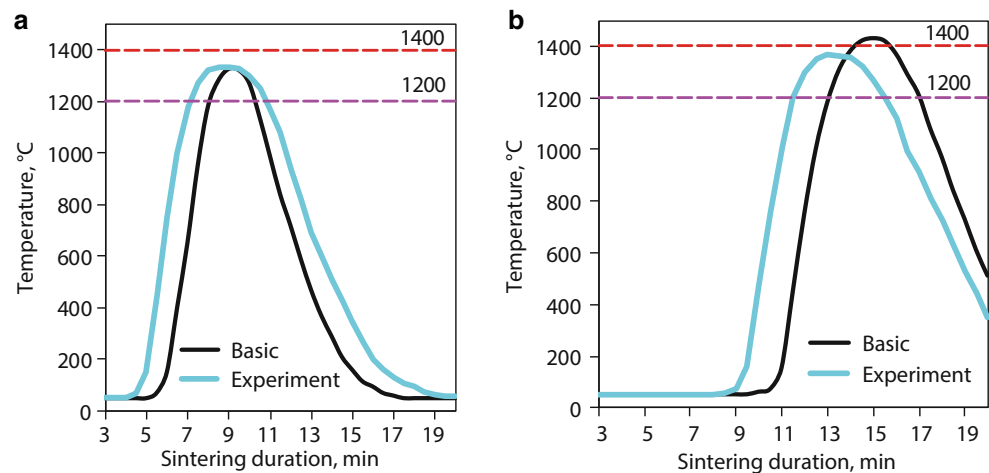 a
Temperature, °C
1400
1200
1000
800
600
400
200
0
1400
1200
Basic
Experiment
3 5 7 9 11 13 15 17 19
Sintering duration, min
b
Temperature, °C
1400
1200
1000
800
600
400
200
0
1400
1200
Basic
Experiment
3 5 7 9 11 13 15 17 19
Sintering duration, min